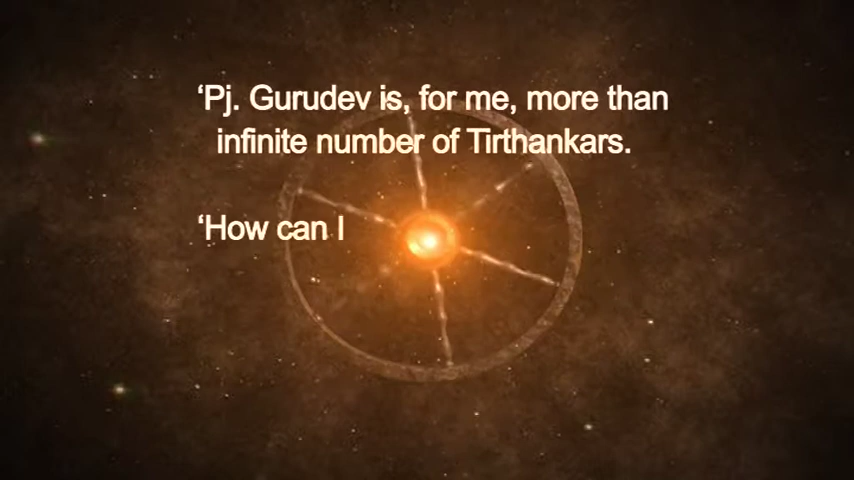 ‘Pj. Gurudev is, for me, more than
infinite number of Tirthankars.
‘How can I